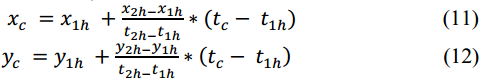 x_c = x_{1h} + \frac{x_{2h}-x_{1h}}{t_{2h}-t_{1h}} * (t_c - t_{1h}) (11)
y_c = y_{1h} + \frac{y_{2h}-y_{1h}}{t_{2h}-t_{1h}} * (t_c - t_{1h}) (12)